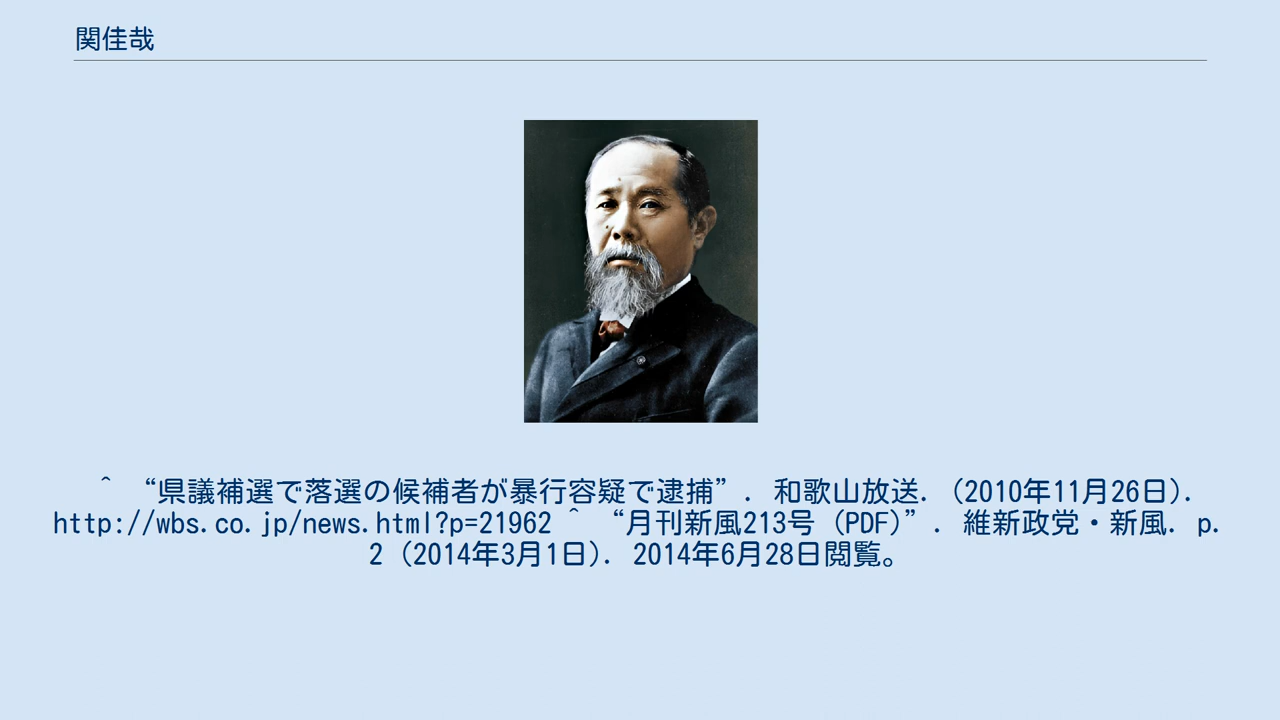 関佳哉
^ “県議補選で落選の候補者が暴行容疑で逮捕”. 和歌山放送. (2010年11月26日).
http://wbs.co.jp/news.html?p=21962 ^ “月刊新風213号 (PDF)”. 維新政党・新風. p.
2 (2014年3月1日). 2014年6月28日閲覧。